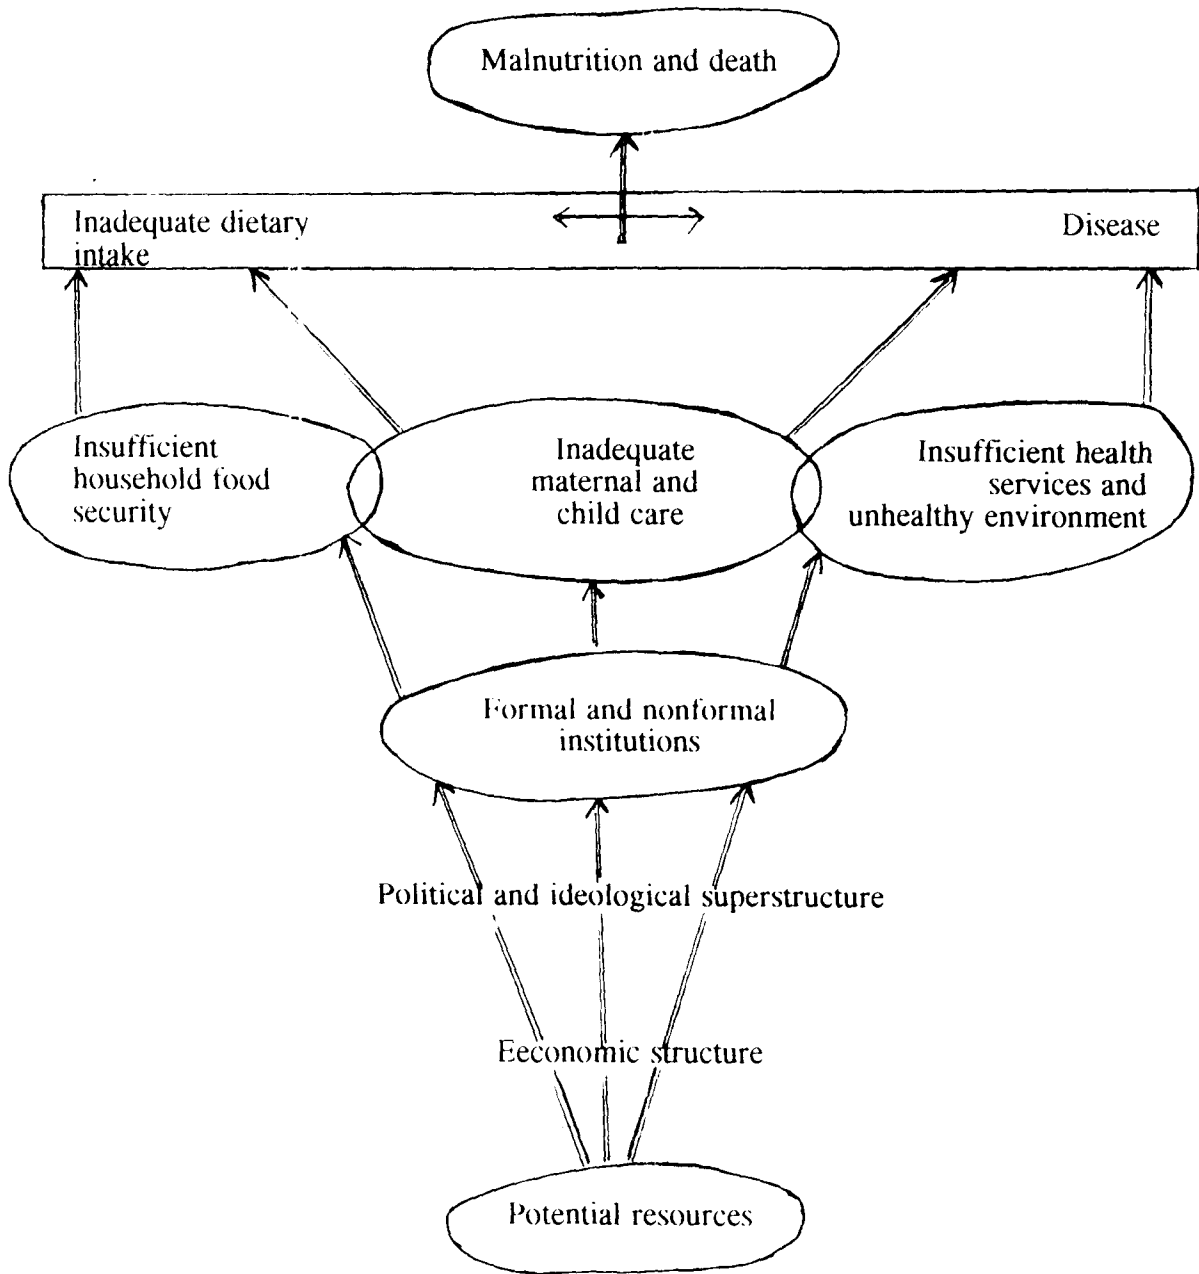 Malnutrition and death
Inadequate dietary
intake
Disease
Insufficient
household food
security
Inadequate
maternal and
child care
Insufficient health
services and
unhealthy environment
Formal and nonformal
institutions
Political and ideological superstructure
Eeconomic structure
Potential resources